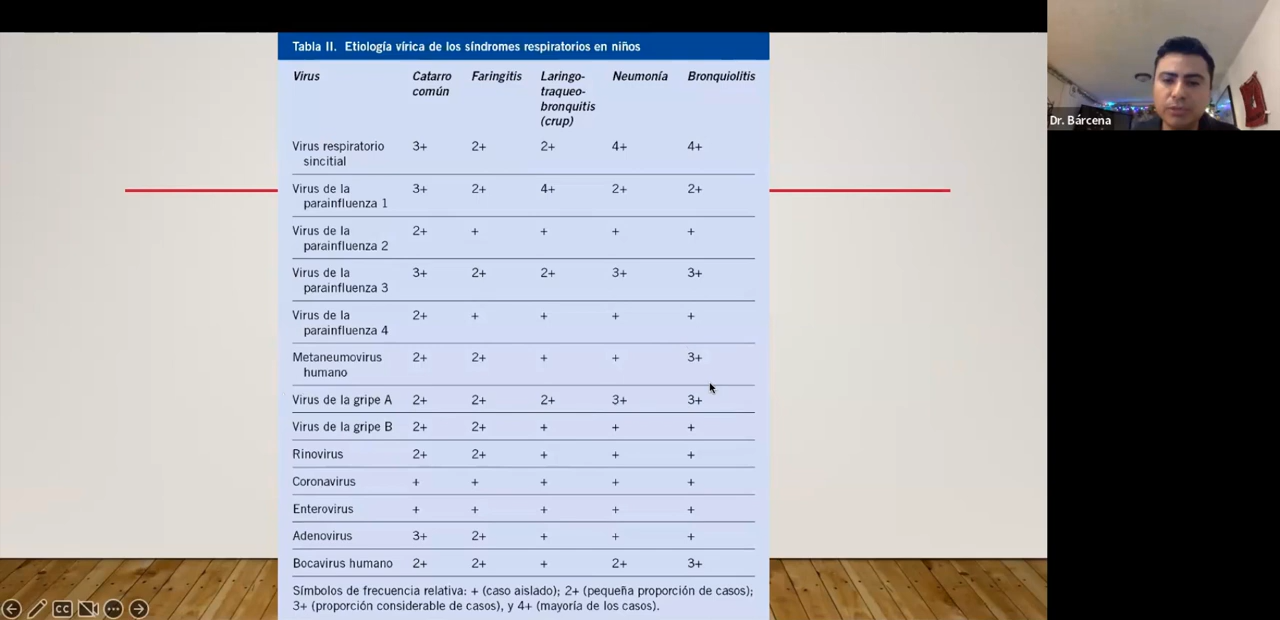 Tabla II. Etiología vírica de los síndromes respiratorios en niños
Virus Catarro común Faringitis Laringo-traqueo-bronquitis (crup) Neumonía Bronquiolitis
Virus respiratorio sincitial 3+ 2+ 2+ 4+ 4+
Virus de la parainfluenza 1 3+ 2+ 4+ 2+ 2+
Virus de la parainfluenza 2 2+ + + + +
Virus de la parainfluenza 3 3+ 2+ 2+ 3+ 3+
Virus de la parainfluenza 4 2+ + + + +
Metaneumovirus humano 2+ 2+ + + 3+
Virus de la gripe A 2+ 2+ 2+ 3+ 3+
Virus de la gripe B 2+ 2+ + + +
Rinovirus 2+ 2+ + + +
Coronavirus + + + + +
Enterovirus + + + + +
Adenovirus 3+ 2+ + + +
Bocavirus humano 2+ 2+ + 2+ 3+
Símbolos de frecuencia relativa: + (caso aislado); 2+ (pequeña proporción de casos);
3+ (proporción considerable de casos), y 4+ (mayoría de los casos).
Dr. Bárcena
CC